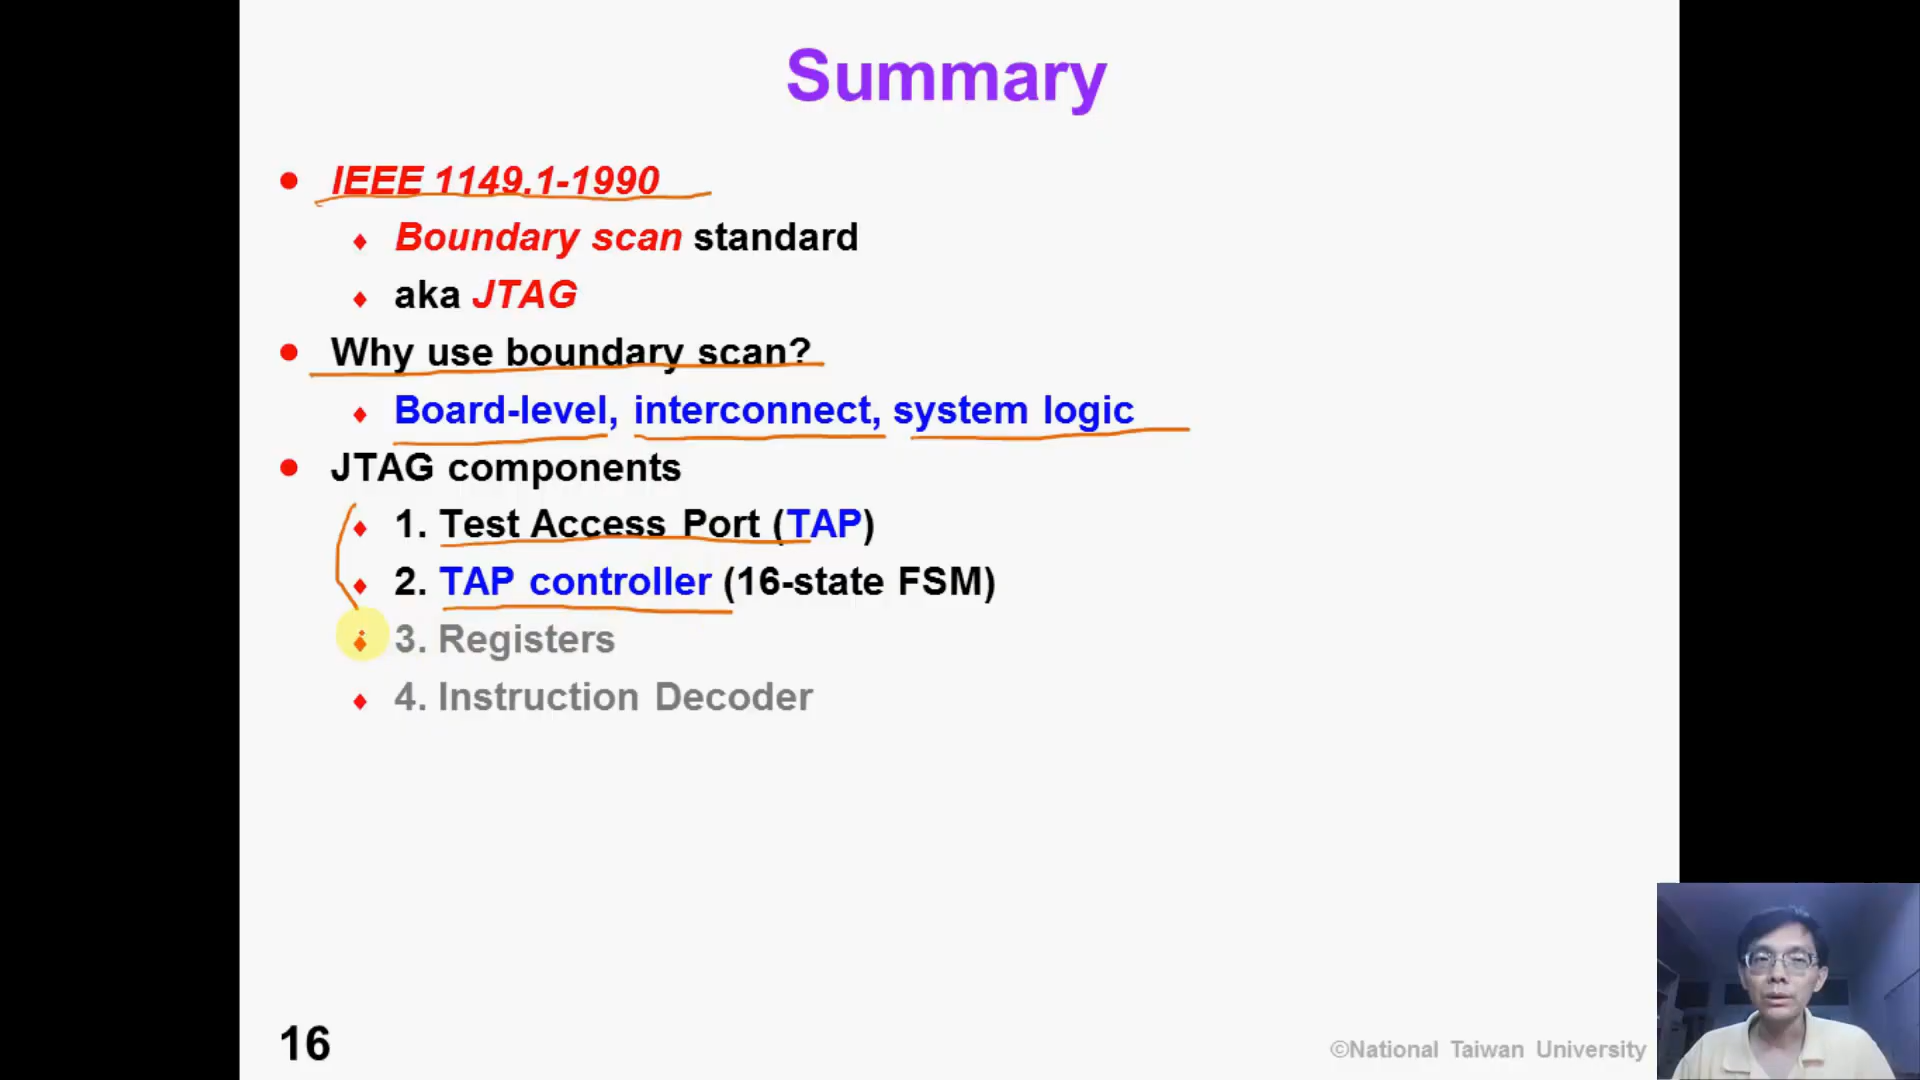 Summary
IEEE 1149.1-1990
Boundary scan standard
aka JTAG
Why use boundary scan?
Board-level, interconnect, system logic
JTAG components
1. Test Access Port (TAP)
2. TAP controller (16-state FSM)
3. Registers
4. Instruction Decoder
16
©National Taiwan University